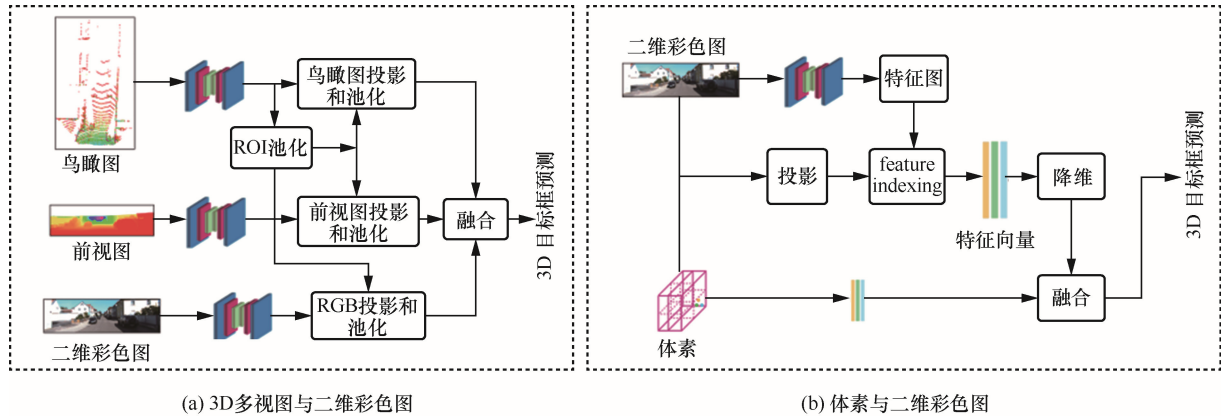 鸟瞰图
鸟瞰图投影
和池化
ROI池化
前视图
前视图投影
和池化
融合
3D 目标框预测
二维彩色图
RGB投影和
池化
(a) 3D多视图与二维彩色图
二维彩色图
特征图
投影
feature
indexing
特征向量
降维
融合
3D 目标框预测
体素
(b) 体素与二维彩色图